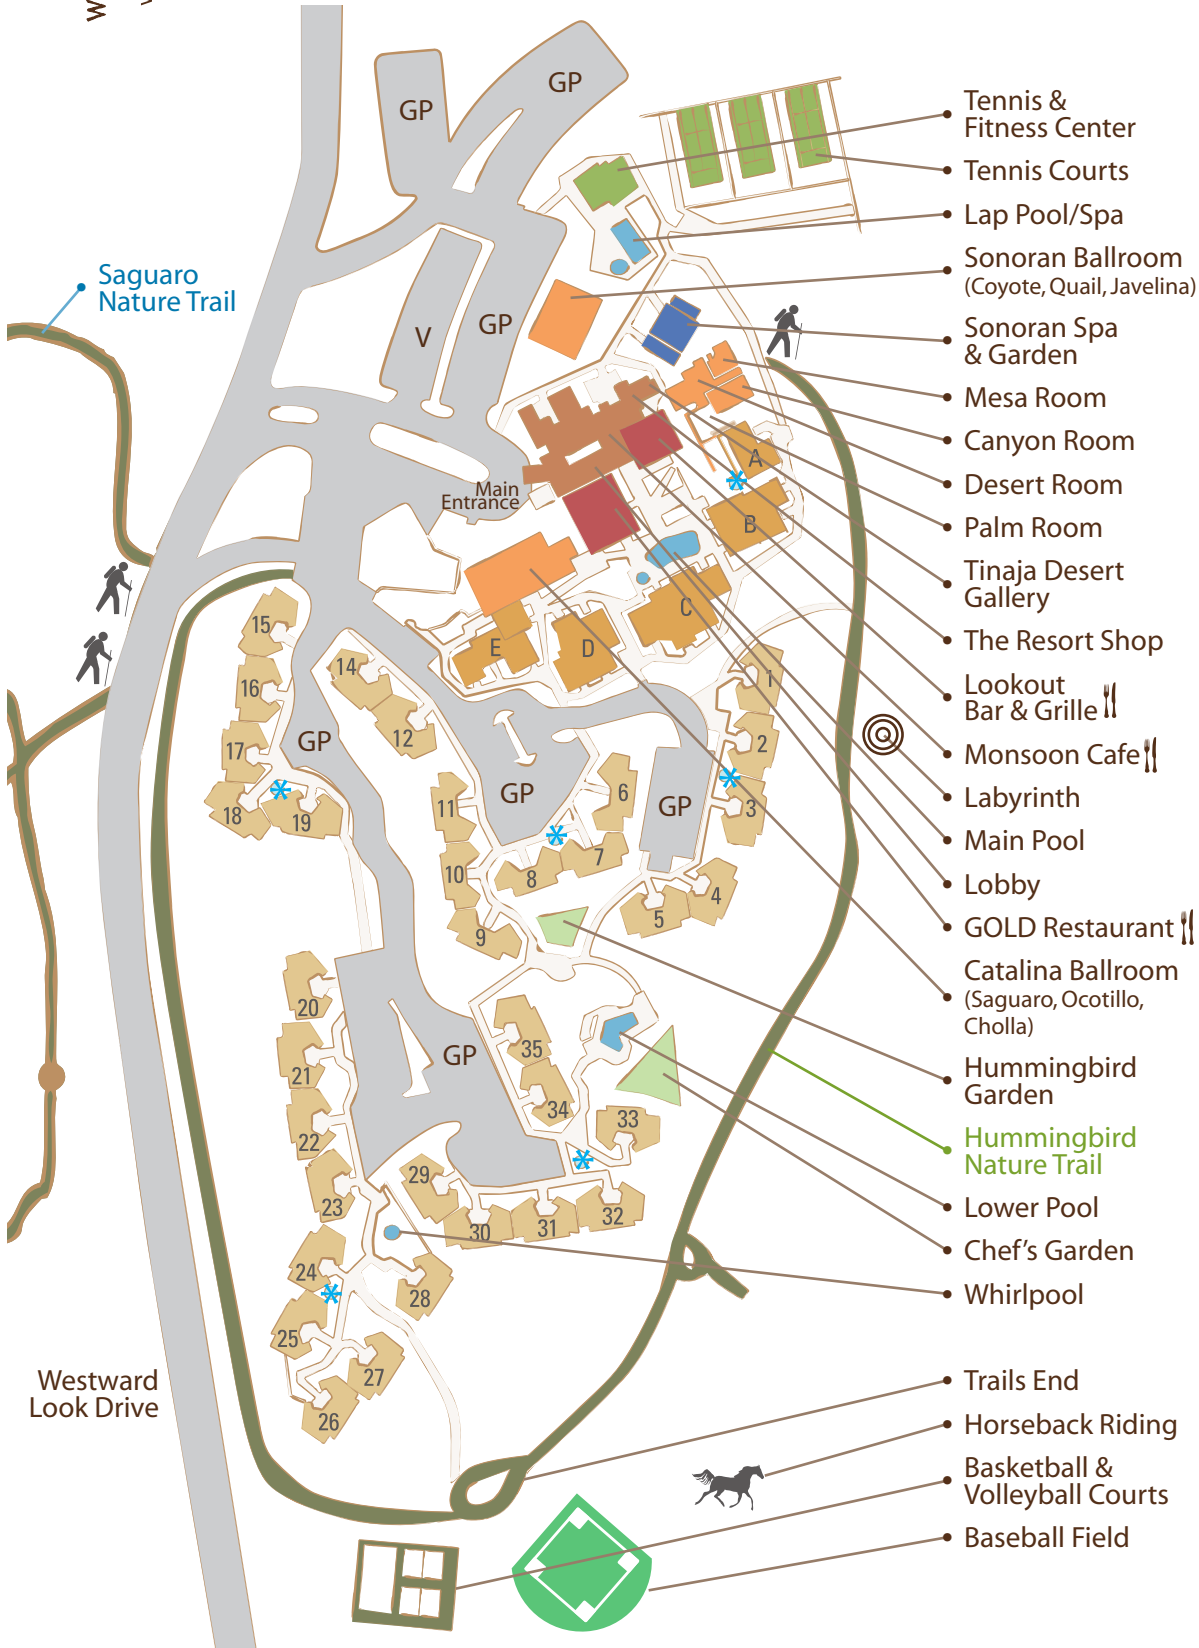 W
GP
GP
Tennis &
Fitness Center
Tennis Courts
Lap Pool/Spa
Sonoran Ballroom
(Coyote, Quail, Javelina)
Saguaro
Nature Trail
V
GP
Sonoran Spa
& Garden
Mesa Room
Canyon Room
Desert Room
Palm Room
Tinaja Desert
Gallery
The Resort Shop
Lookout
Bar & Grille
Monsoon Cafe
Labyrinth
Main Pool
Lobby
GOLD Restaurant
Catalina Ballroom
(Saguaro, Ocotillo,
Cholla)
Hummingbird
Garden
Hummingbird
Nature Trail
Lower Pool
Chef's Garden
Whirlpool
Trails End
Horseback Riding
Basketball &
Volleyball Courts
Baseball Field
Main
Entrance
A
B
C
D
E
15
14
16
12
17
GP
18
19
GP
11
6
10
8
7
9
GP
1
2
3
4
5
20
21
22
23
GP
35
34
33
29
30
31
32
24
25
28
27
26
Westward
Look Drive